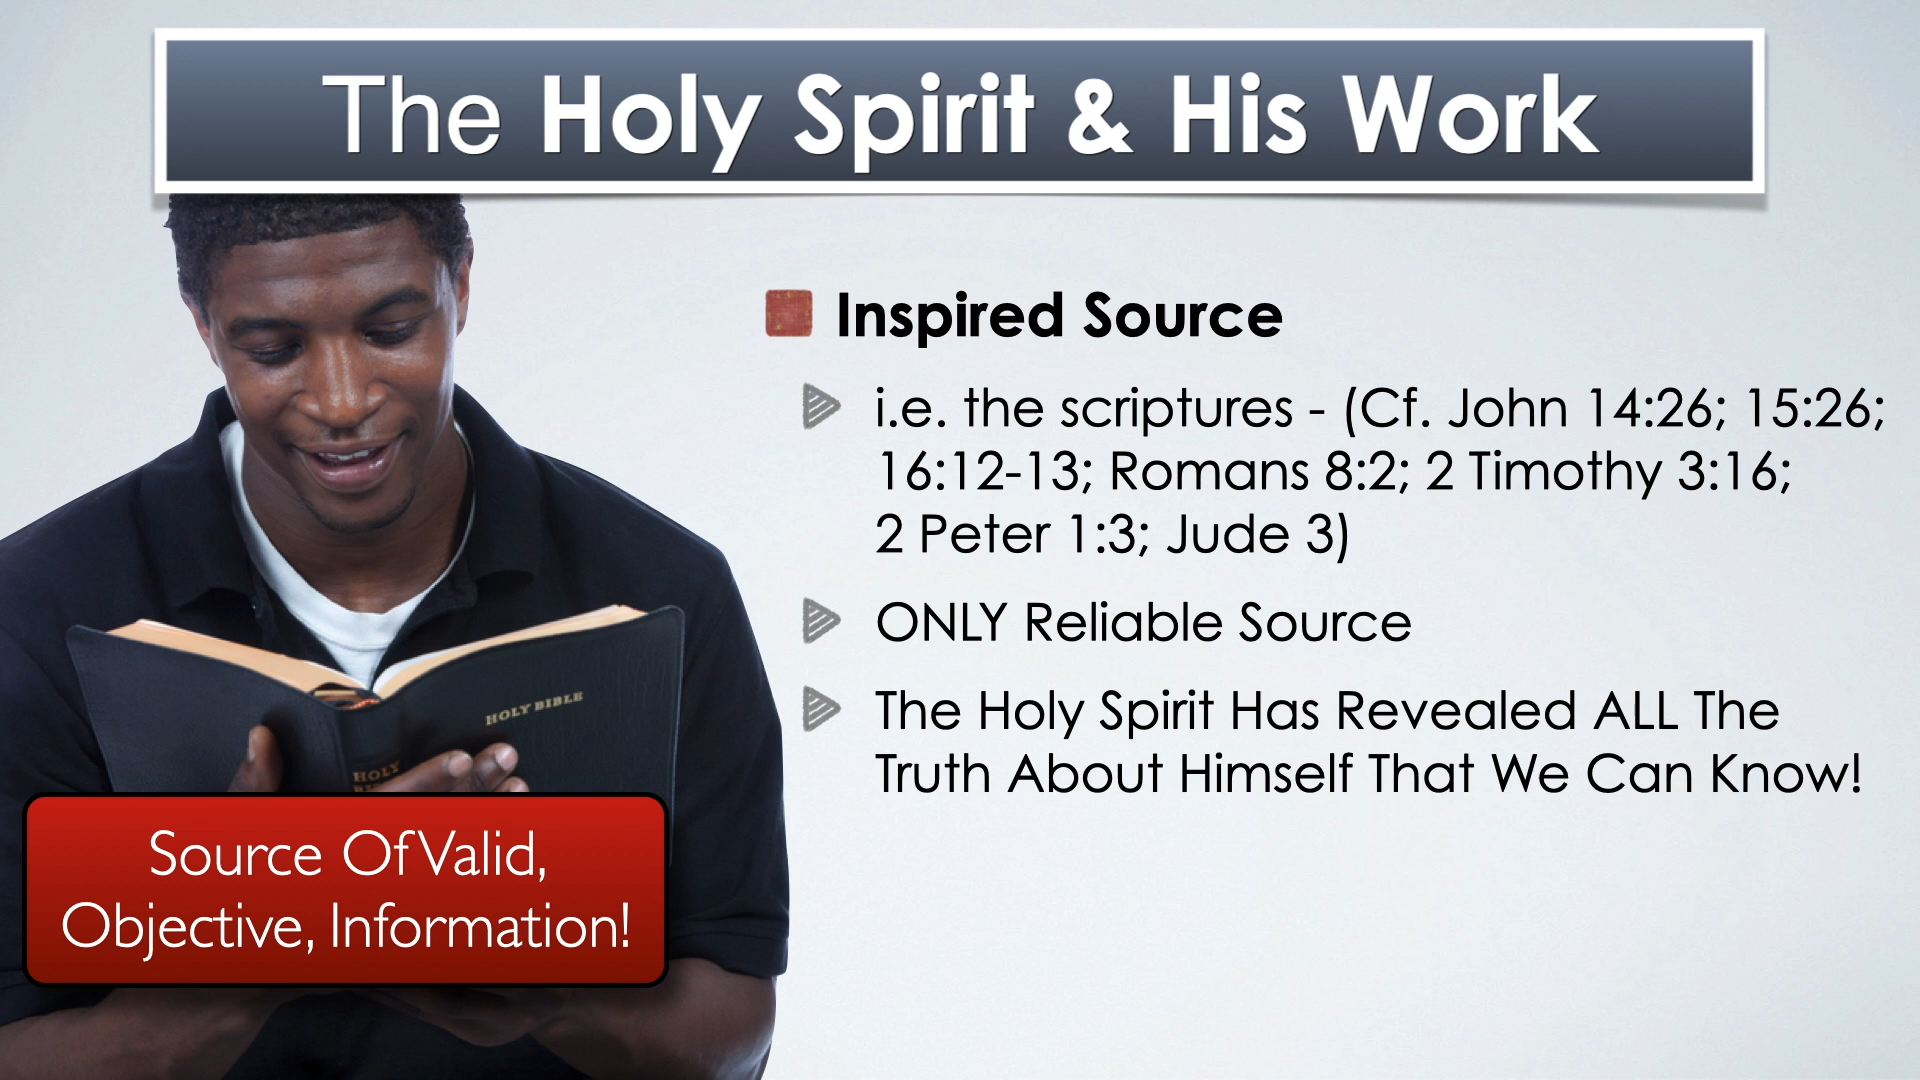 The Holy Spirit & His Work
Inspired Source
i.e. the scriptures - (Cf. John 14:26; 15:26;
16:12-13; Romans 8:2; 2 Timothy 3:16;
2 Peter 1:3; Jude 3)
ONLY Reliable Source
The Holy Spirit Has Revealed ALL The
Truth About Himself That We Can Know!
HOLY BIBLE
HOLY
Source Of Valid,
Objective, Information!